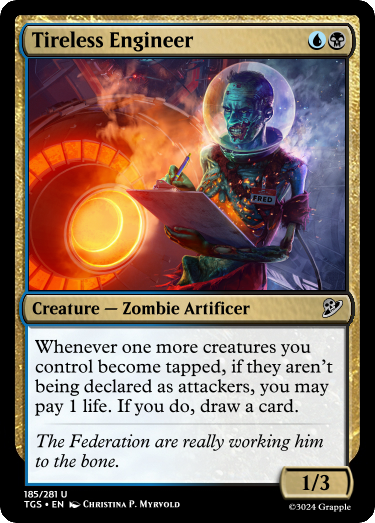 Tireless Engineer
FRED
Creature — Zombie Artificer
Whenever one more creatures you
control become tapped, if they aren't
being declared as attackers, you may
pay 1 life. If you do, draw a card.
The Federation are really working him
to the bone.
1/3
185/281 U
TGS • EN Christina P. Myrvold
©3024 Grapple